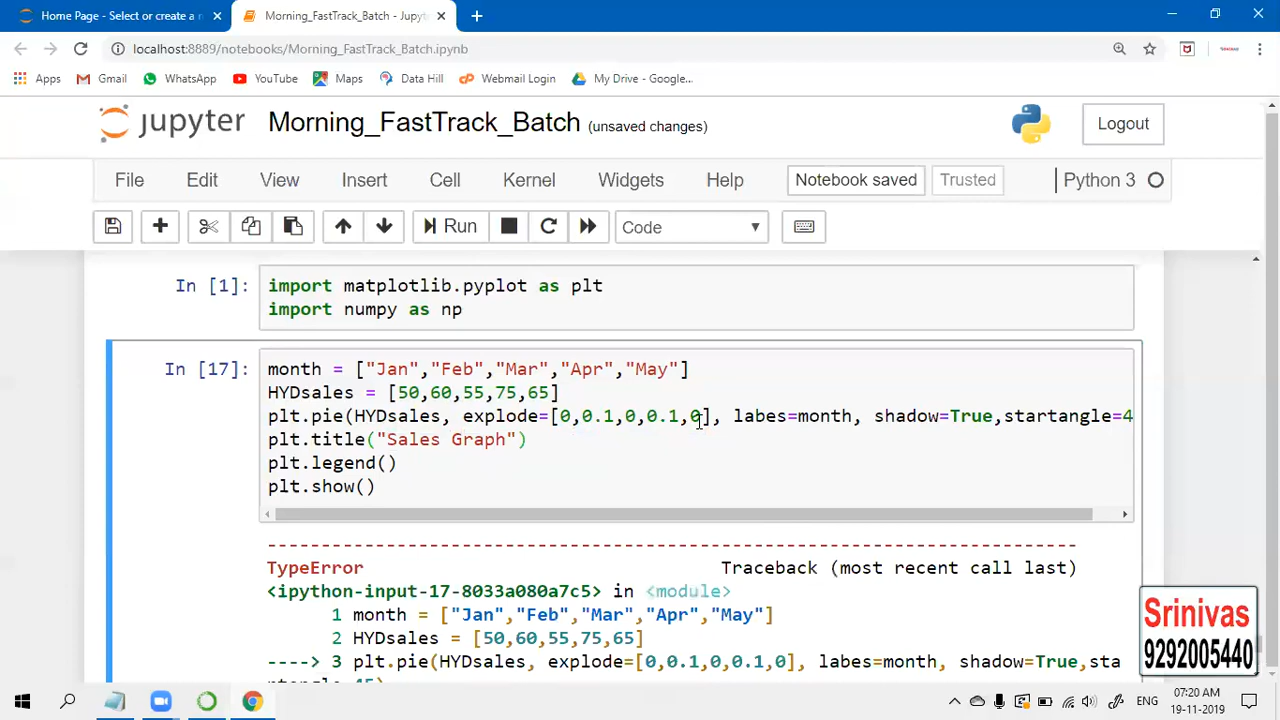 Home Page - Select or create a n
Morning_FastTrack_Batch - Jupyt
localhost:8889/notebooks/Morning_FastTrack_Batch.ipynb
Apps Gmail WhatsApp YouTube Maps Data Hill Webmail Login My Drive - Google...
jupyter Morning_FastTrack_Batch (unsaved changes) Logout
File Edit View Insert Cell Kernel Widgets Help Notebook saved Trusted Python 3
Run Code
In [1]: import matplotlib.pyplot as plt
import numpy as np
In [17]: month = ["Jan","Feb","Mar","Apr","May"]
HYDsales = [50,60,55,75,65]
plt.pie(HYDsales, explode=[0,0.1,0,0.1,0], labes=month, shadow=True,startangle=4
plt.title("Sales Graph")
plt.legend()
plt.show()
---------------------------------------------------------------------------
TypeError Traceback (most recent call last)
<ipython-input-17-8033a080a7c5> in <module>
1 month = ["Jan","Feb","Mar","Apr","May"]
2 HYDsales = [50,60,55,75,65]
----> 3 plt.pie(HYDsales, explode=[0,0.1,0,0.1,0], labes=month, shadow=True,sta
Srinivas
9292005440
ENG
07:20 AM
19-11-2019